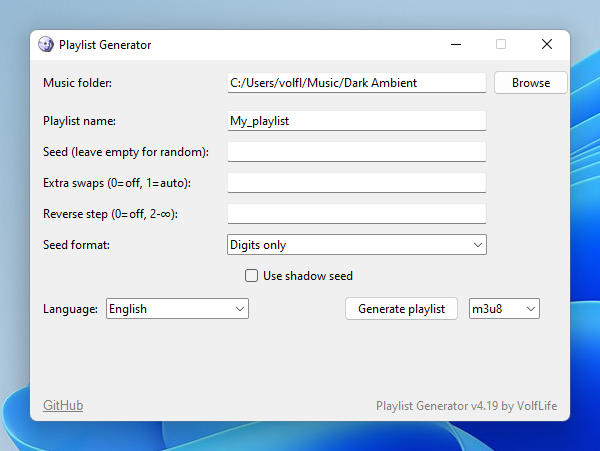 Playlist Generator
Music folder: C:/Users/volfl/Music/Dark Ambient Browse
Playlist name: My_playlist
Seed (leave empty for random):
Extra swaps (0=off, 1=auto):
Reverse step (0=off, 2-∞):
Seed format: Digits only
Use shadow seed
Language: English Generate playlist m3u8
GitHub Playlist Generator v4.19 by VolfLife